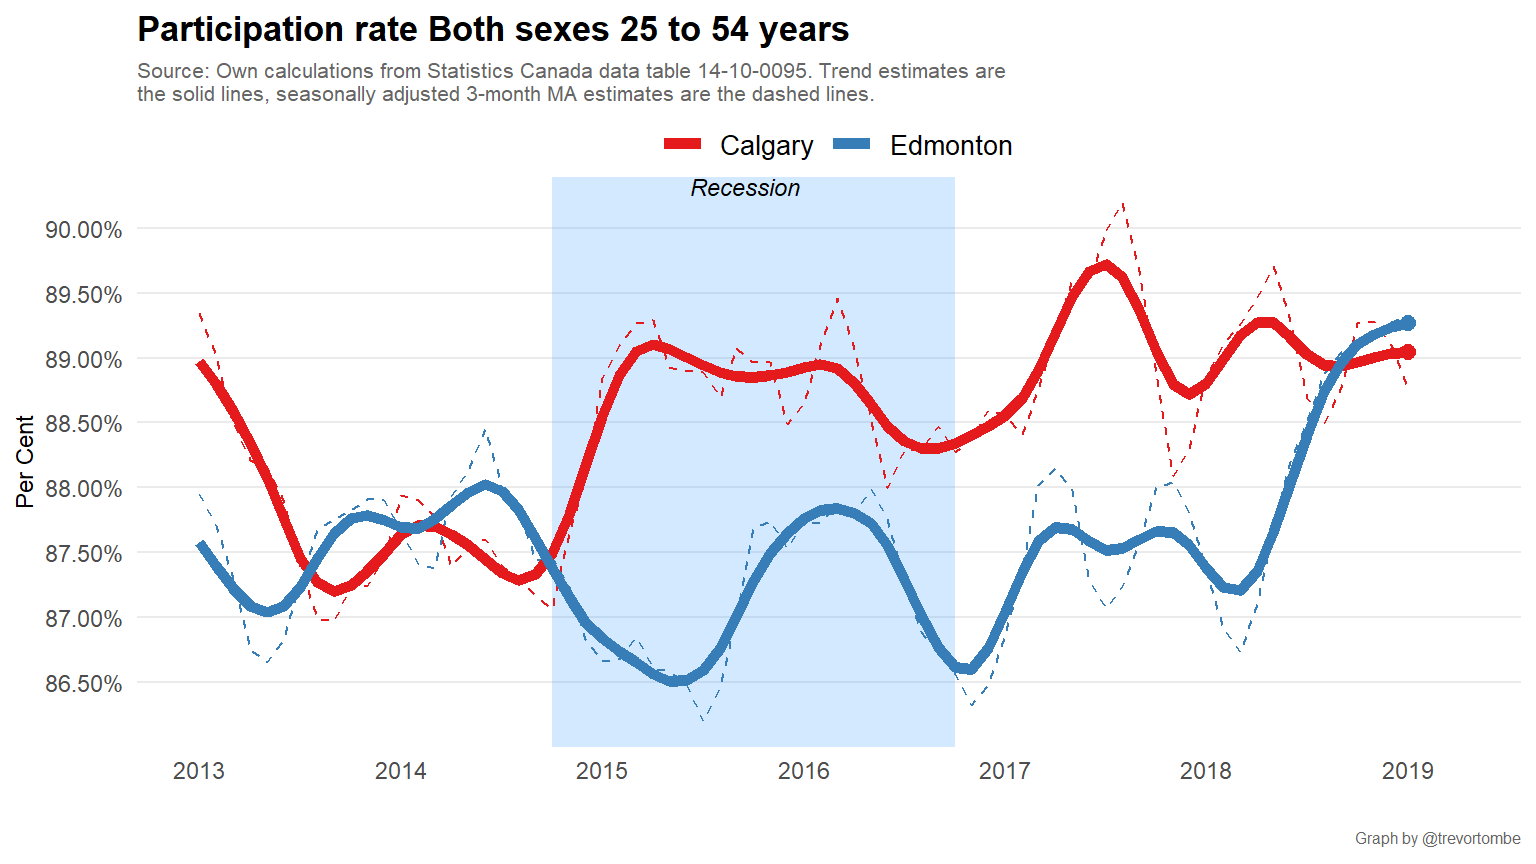 Participation rate Both sexes 25 to 54 years
Source: Own calculations from Statistics Canada data table 14-10-0095. Trend estimates are
the solid lines, seasonally adjusted 3-month MA estimates are the dashed lines.
Calgary Edmonton
Recession
90.00%
89.50%
89.00%
88.50%
88.00%
87.50%
87.00%
86.50%
Per Cent
2013 2014 2015 2016 2017 2018 2019
Graph by @trevortombe